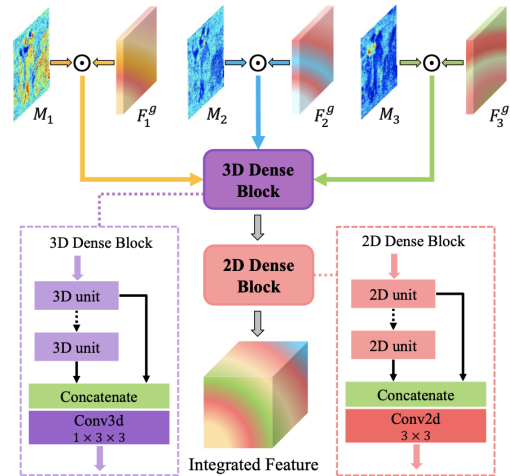 M₁ F₁ᵍ M₂ F₂ᵍ M₃ F₃ᵍ
3D Dense
Block
3D Dense Block
3D unit
3D unit
Concatenate
Conv3d
1 × 3 × 3
2D Dense
Block
2D Dense Block
2D unit
2D unit
Concatenate
Conv2d
3 × 3
Integrated Feature